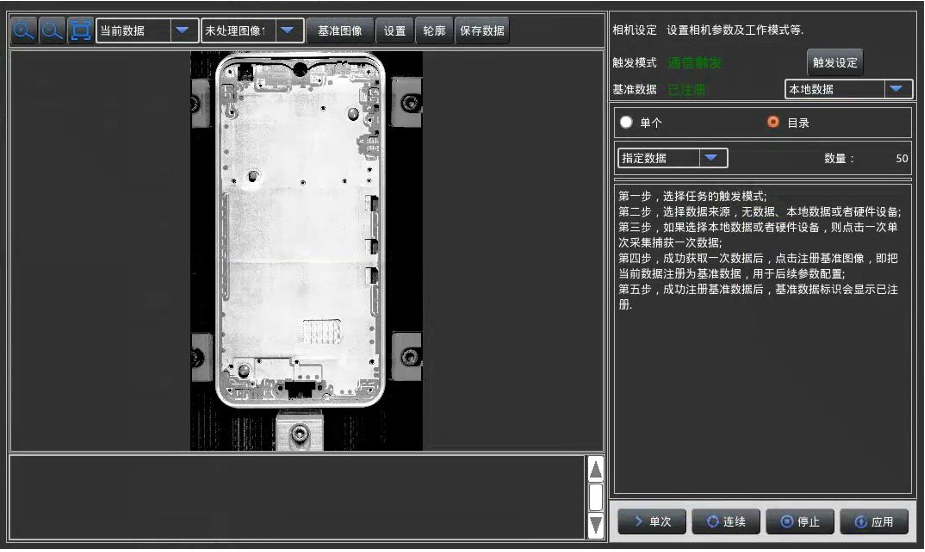 当前数据 未处理图像1 基准图像 设置 轮廓 保存数据
相机设定 设置相机参数及工作模式等.
触发模式 通信触发 触发设定
基准数据 已注册 本地数据
单个 目录
指定数据 数量： 50
第一步，选择任务的触发模式;
第二步，选择数据来源，无数据、本地数据或者硬件设备;
第三步，如果选择本地数据或者硬件设备，则点击一次单
次采集捕获一次数据;
第四步，成功获取一次数据后，点击注册基准图像，即把
当前数据注册为基准数据，用于后续参数配置;
第五步，成功注册基准数据后，基准数据标识会显示已注
册.
单次 连续 停止 应用